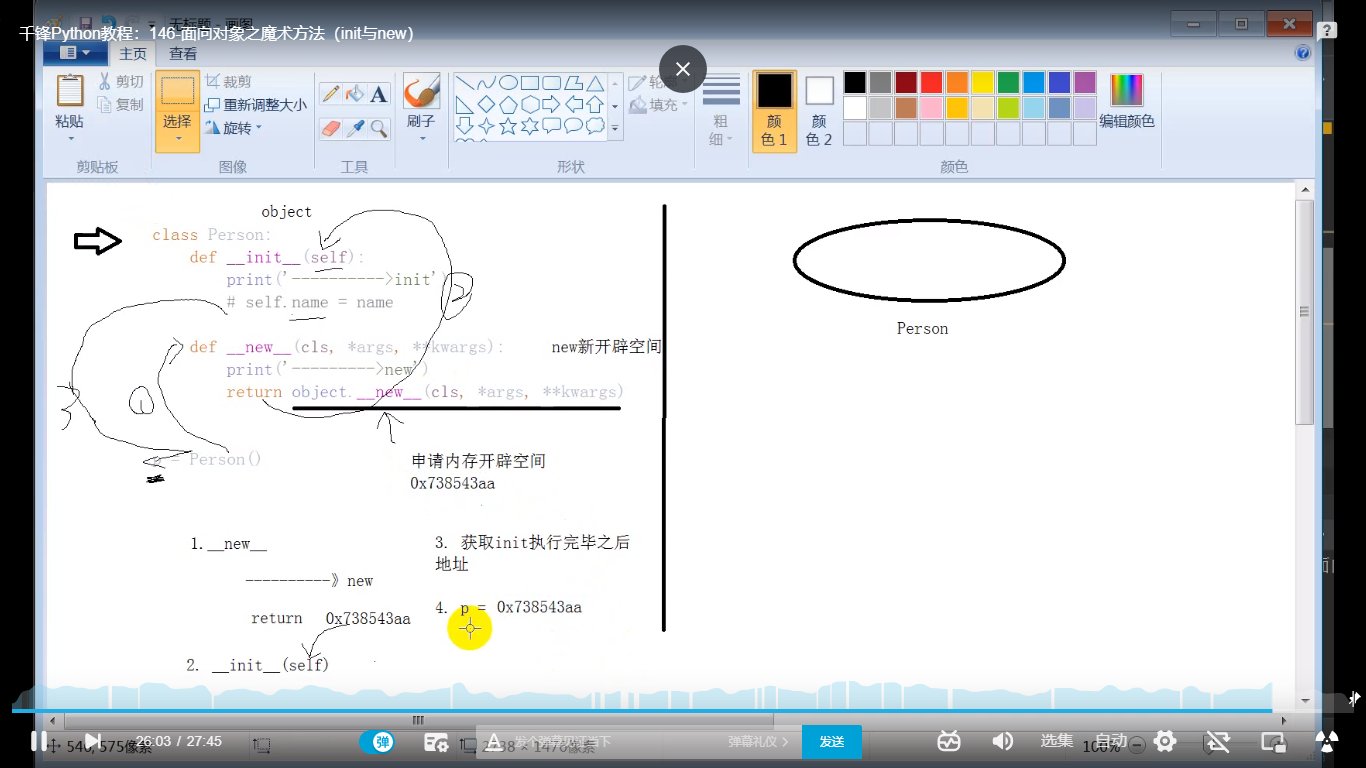 无标题 - 画图
千锋Python教程：146-面向对象之魔术方法（init与new）
主页 查看
粘贴
剪切
复制
剪贴板
选择
裁剪
重新调整大小
旋转
图像
A
工具
刷子
填充
形状
粗细
颜色 1
颜色 2
编辑颜色
颜色
object
class Person:
def __init__(self):
print('---------->init')
# self.name = name
def __new__(cls, *args, **kwargs): new新开辟空间
print('--------->new')
return object.__new__(cls, *args, **kwargs)
p = Person()
1
2
3
申请内存开辟空间
0x738543aa
1.__new__
----------》new
return 0x738543aa
2. __init__(self)
3. 获取init执行完毕之后
地址
4. p = 0x738543aa
Person
26:03 / 27:45
弹
发个弹幕见证当下
弹幕礼仪 >
发送
选集
自动
540, 575像素
100%